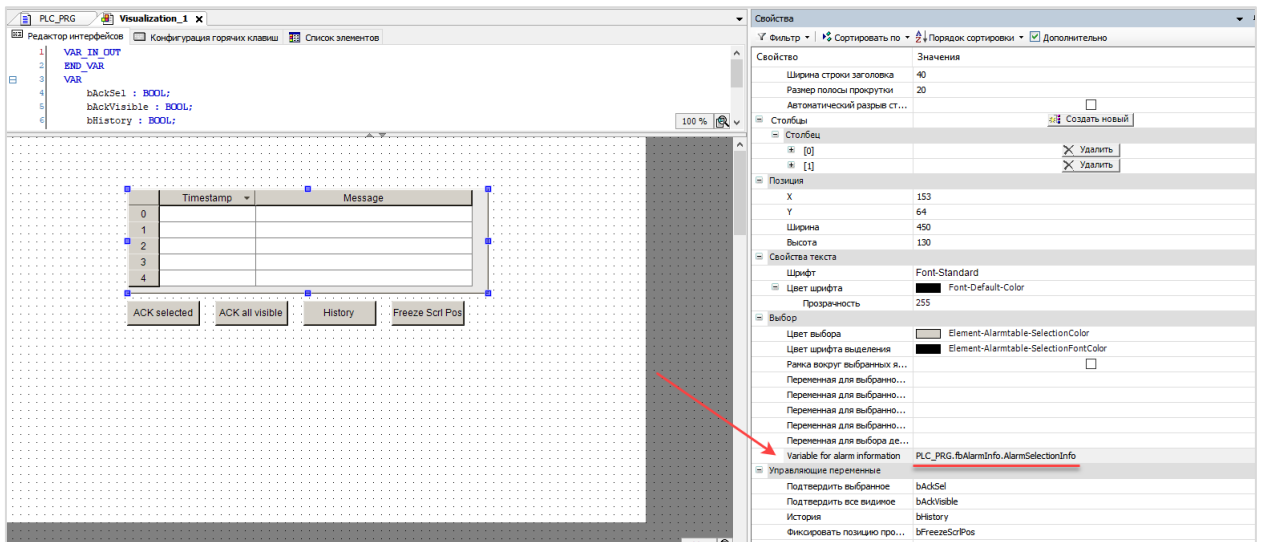 PLC_PRG
Visualization_1
Свойства
Редактор интерфейсов
Конфигурация горячих клавиш
Список элементов
Фильтр
Сортировать по
Порядок сортировки
Дополнительно
1 VAR_IN_OUT
2 END_VAR
3 VAR
4 bAckSel : BOOL;
5 bAckVisible : BOOL;
6 bHistory : BOOL;
100 %
Timestamp Message
0
1
2
3
4
ACK selected
ACK all visible
History
Freeze Scrl Pos
Свойство Значения
Ширина строки заголовка 40
Размер полосы прокрутки 20
Автоматический разрыв ст...
Столбцы Создать новый
Столбец
[0] Удалить
[1] Удалить
Позиция
X 153
Y 64
Ширина 450
Высота 130
Свойства текста
Шрифт Font-Standard
Цвет шрифта Font-Default-Color
Прозрачность 255
Выбор
Цвет выбора Element-Alarmtable-SelectionColor
Цвет шрифта выделения Element-Alarmtable-SelectionFontColor
Рамка вокруг выбранных я...
Переменная для выбранно...
Переменная для выбранно...
Переменная для выбранно...
Переменная для выбранно...
Переменная для выбора де...
Variable for alarm information PLC_PRG.fbAlarmInfo.AlarmSelectionInfo
Управляющие переменные
Подтвердить выбранное bAckSel
Подтвердить все видимое bAckVisible
История bHistory
Фиксировать позицию про... bFreezeScrlPos